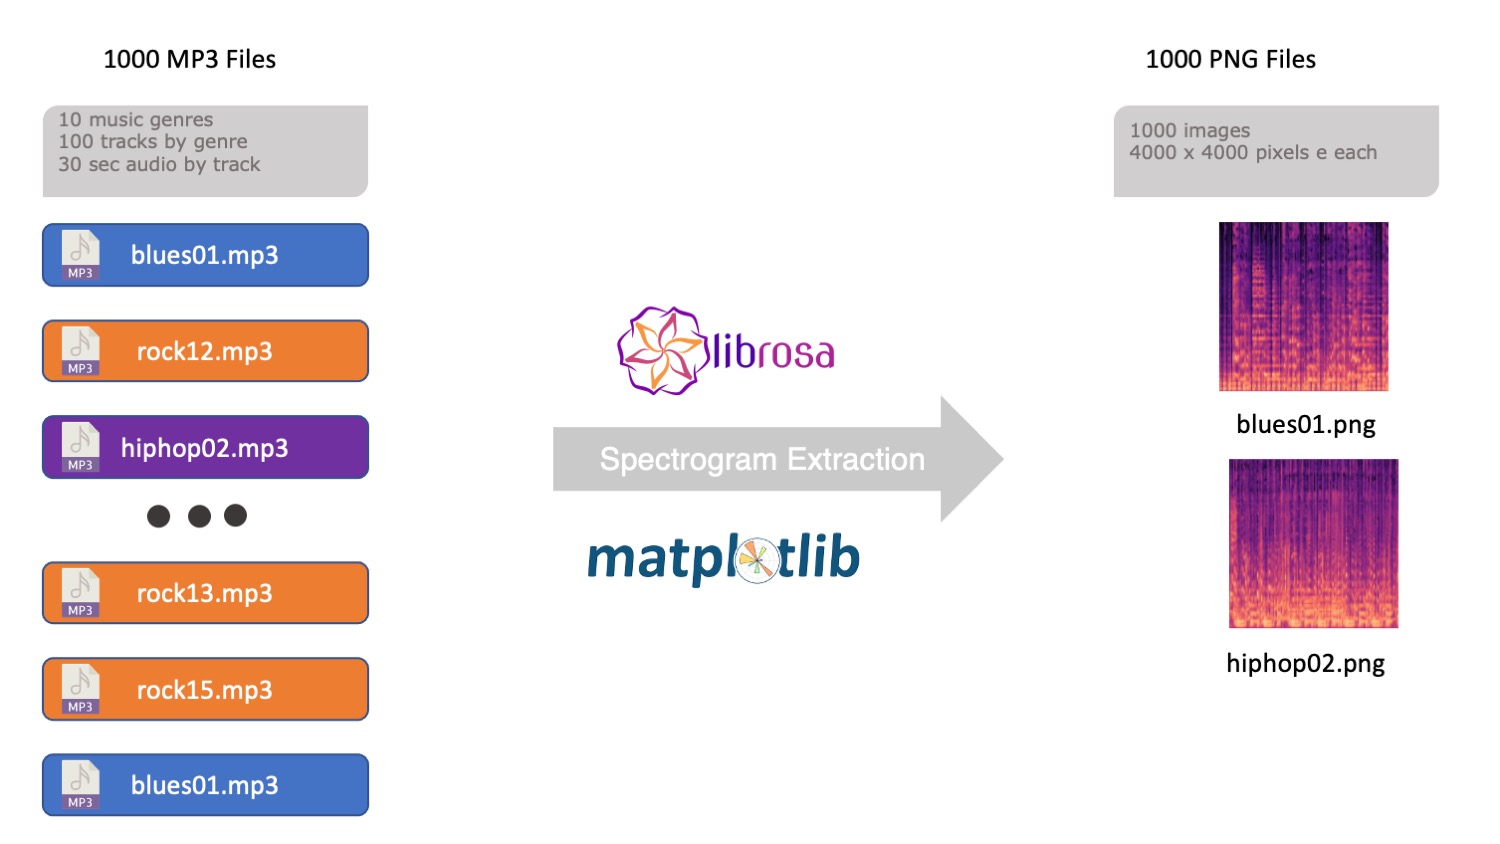 1000 MP3 Files
10 music genres
100 tracks by genre
30 sec audio by track
MP3
blues01.mp3
MP3
rock12.mp3
MP3
hiphop02.mp3
MP3
rock13.mp3
MP3
rock15.mp3
MP3
blues01.mp3
librosa
Spectrogram Extraction
matplotlib
1000 PNG Files
1000 images
4000 x 4000 pixels e each
blues01.png
hiphop02.png